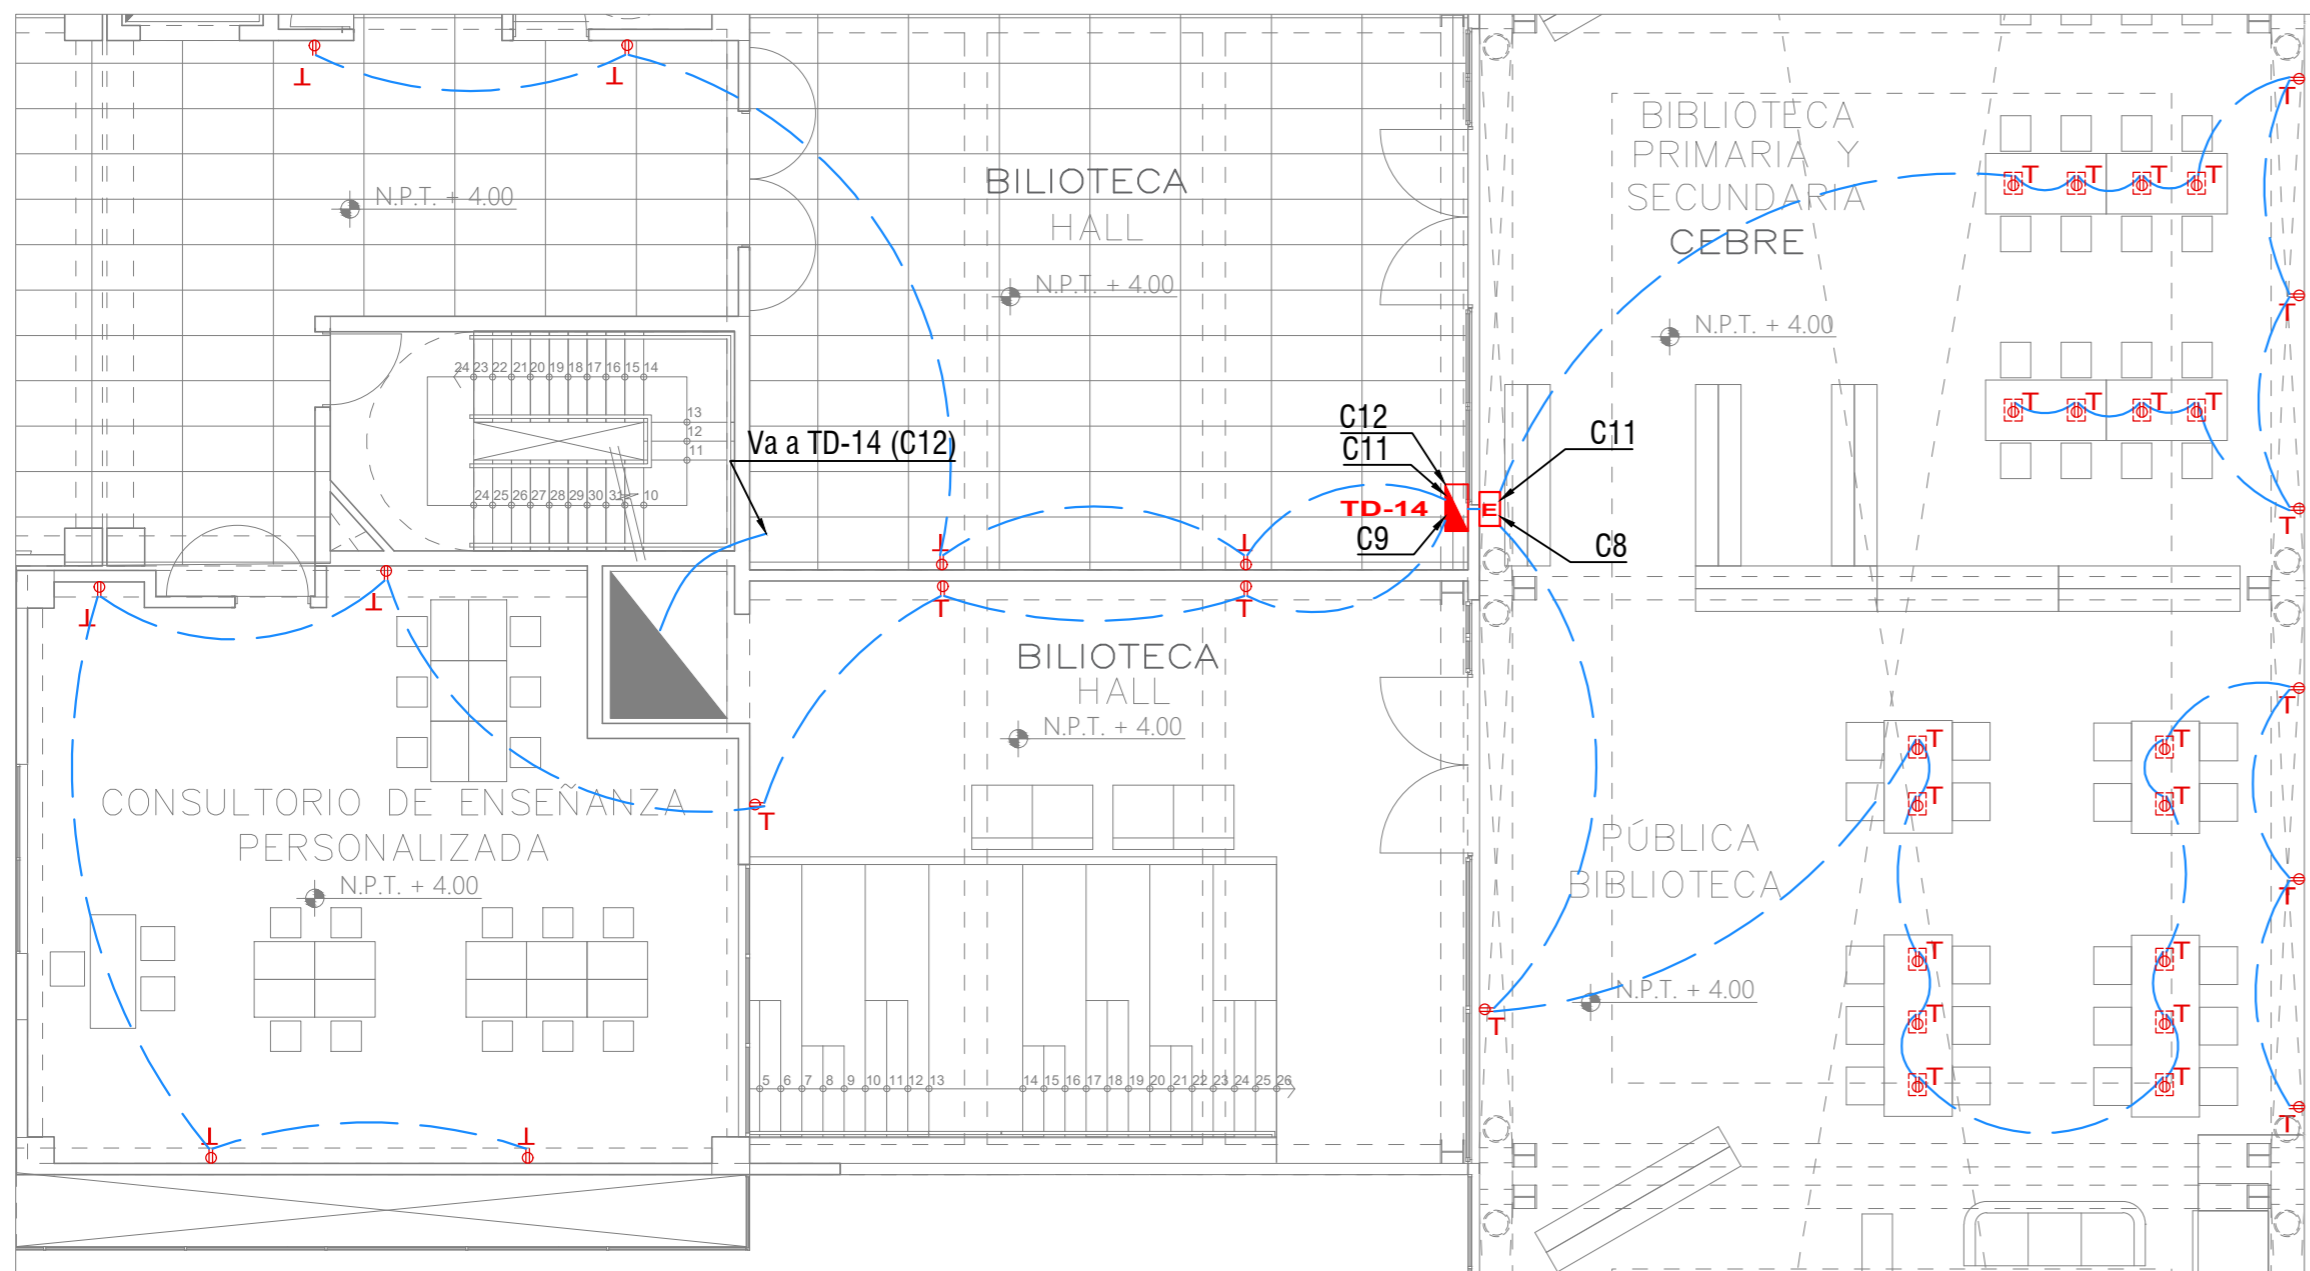 T
T
T
T
BIBLIOTECA
PRIMARIA Y
SECUNDARIA
CEBRE
T T T T
BILIOTECA
HALL
N.P.T. + 4.00
N.P.T. + 4.00
N.P.T. + 4.00
T
24 23 22 21 20 19 18 17 16 15 14
13
12
11
24 25 26 27 28 29 30 31 10
Va a TD-14 (C12)
C12
C11
TD-14
C9
E
C11
C8
T T T T
T
T T
T T
T T
BILIOTECA
HALL
N.P.T. + 4.00
T
T T
T T
CONSULTORIO DE ENSEÑANZA
PERSONALIZADA
N.P.T. + 4.00
T
PÚBLICA
BIBLIOTECA
T
N.P.T. + 4.00
T
T T
T T
T T
5 6 7 8 9 10 11 12 13 14 15 16 17 18 19 20 21 22 23 24 25 26
T
T T